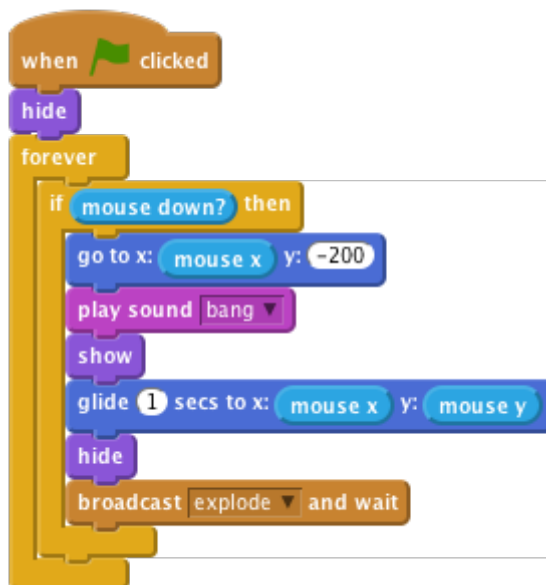 when clicked
hide
forever
if mouse down? then
go to x: mouse x y: -200
play sound bang
show
glide 1 secs to x: mouse x y: mouse y
hide
broadcast explode and wait